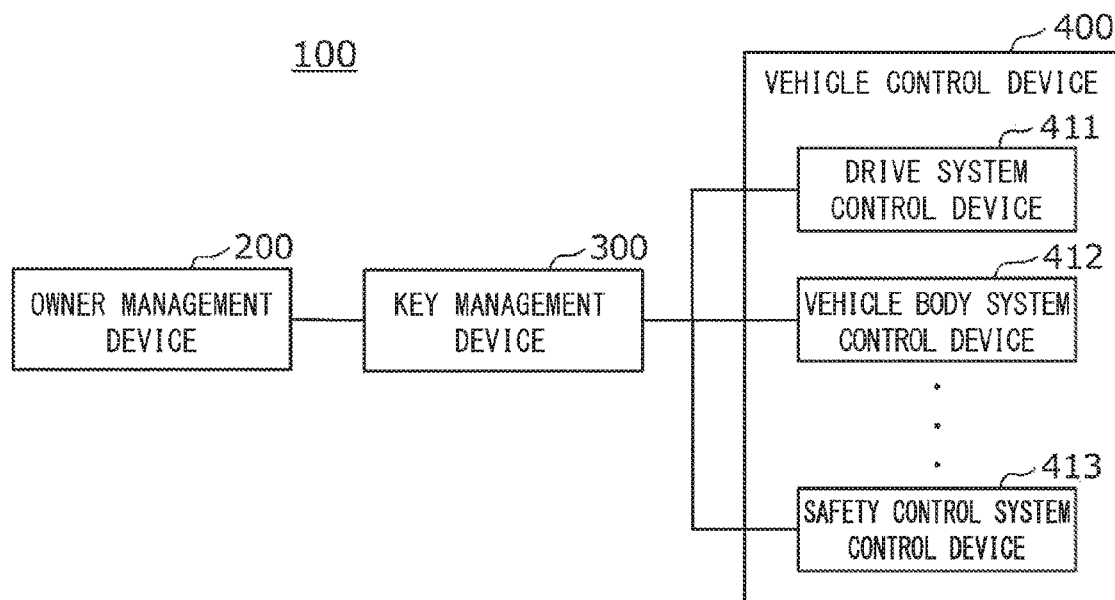 100
400
VEHICLE CONTROL DEVICE
411
DRIVE SYSTEM
CONTROL DEVICE
200
OWNER MANAGEMENT
DEVICE
300
KEY MANAGEMENT
DEVICE
412
VEHICLE BODY SYSTEM
CONTROL DEVICE
413
SAFETY CONTROL SYSTEM
CONTROL DEVICE